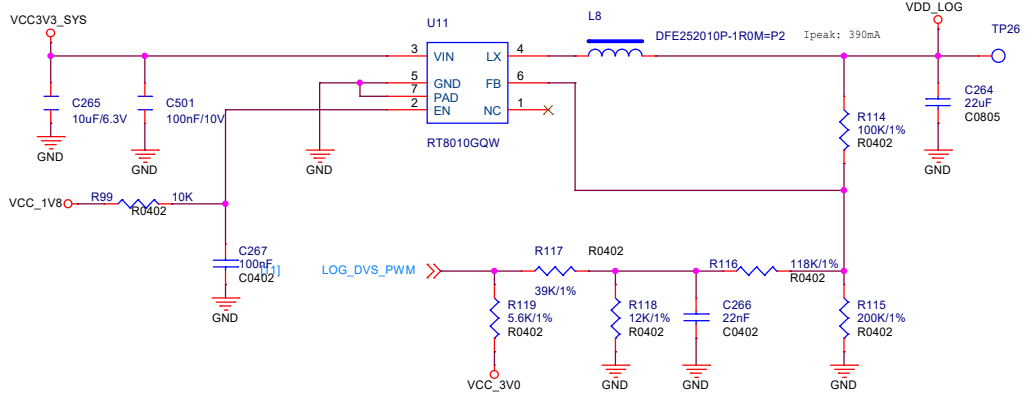 VCC3V3_SYS
U11
L8
VDD_LOG
DFE252010P-1R0M=P2
Ipeak: 390mA
TP26
3
VIN
LX
4
5
GND
FB
6
7
PAD
2
EN
NC
1
RT8010GQW
C265
10uF/6.3V
C501
100nF/10V
C264
22uF
C0805
R114
100K/1%
R0402
GND
GND
GND
GND
VCC_1V8
R99
10K
R0402
C267
100nF
C0402
[11]
GND
LOG_DVS_PWM
R117
R0402
39K/1%
R116
118K/1%
R0402
R119
5.6K/1%
R0402
R118
12K/1%
R0402
C266
22nF
C0402
R115
200K/1%
R0402
VCC_3V0
GND
GND
GND